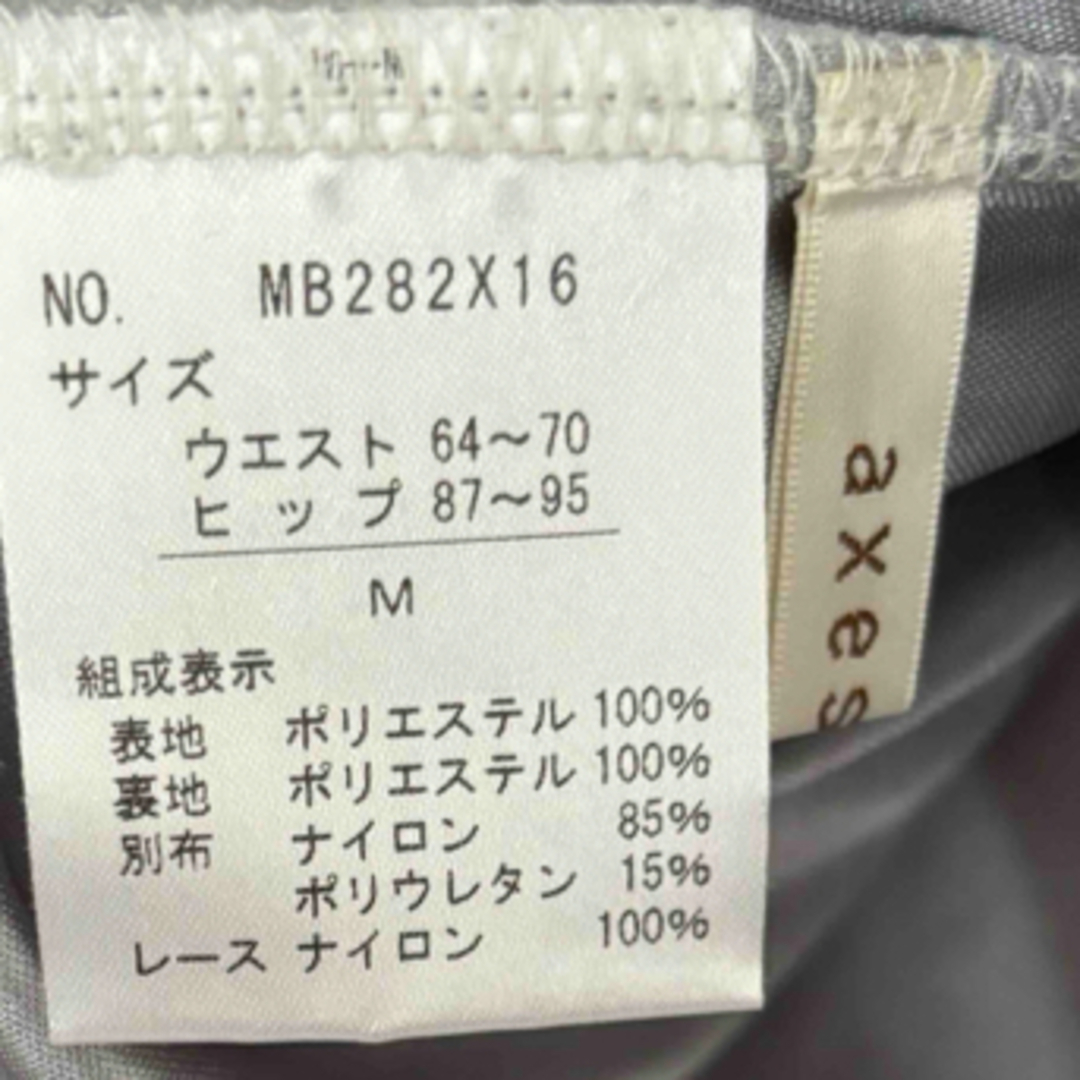 NO. MB282X16
サイズ
ウエスト 64〜70
ヒップ 87〜95
M
組成表示
表地 ポリエステル 100%
裏地 ポリエステル 100%
別布 ナイロン 85%
ポリウレタン 15%
レース ナイロン 100%
axes